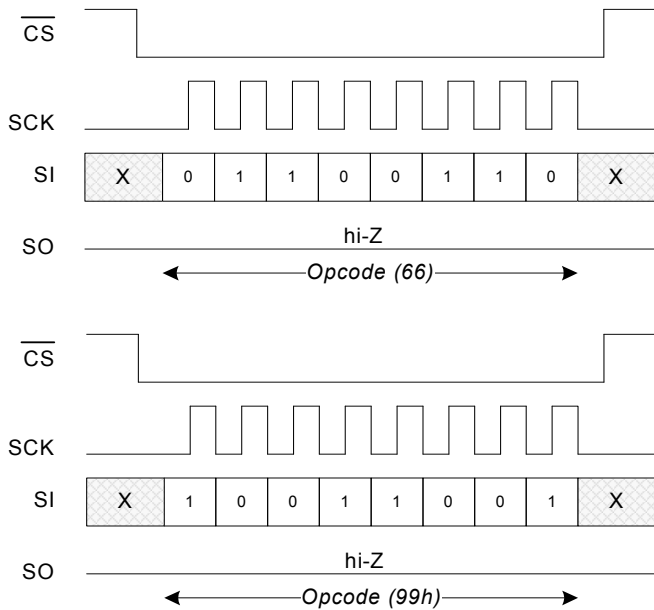 CS
SCK
SI X 0 1 1 0 0 1 1 0 X
SO hi-Z
Opcode (66)
CS
SCK
SI X 1 0 0 1 1 0 0 1 X
SO hi-Z
Opcode (99h)